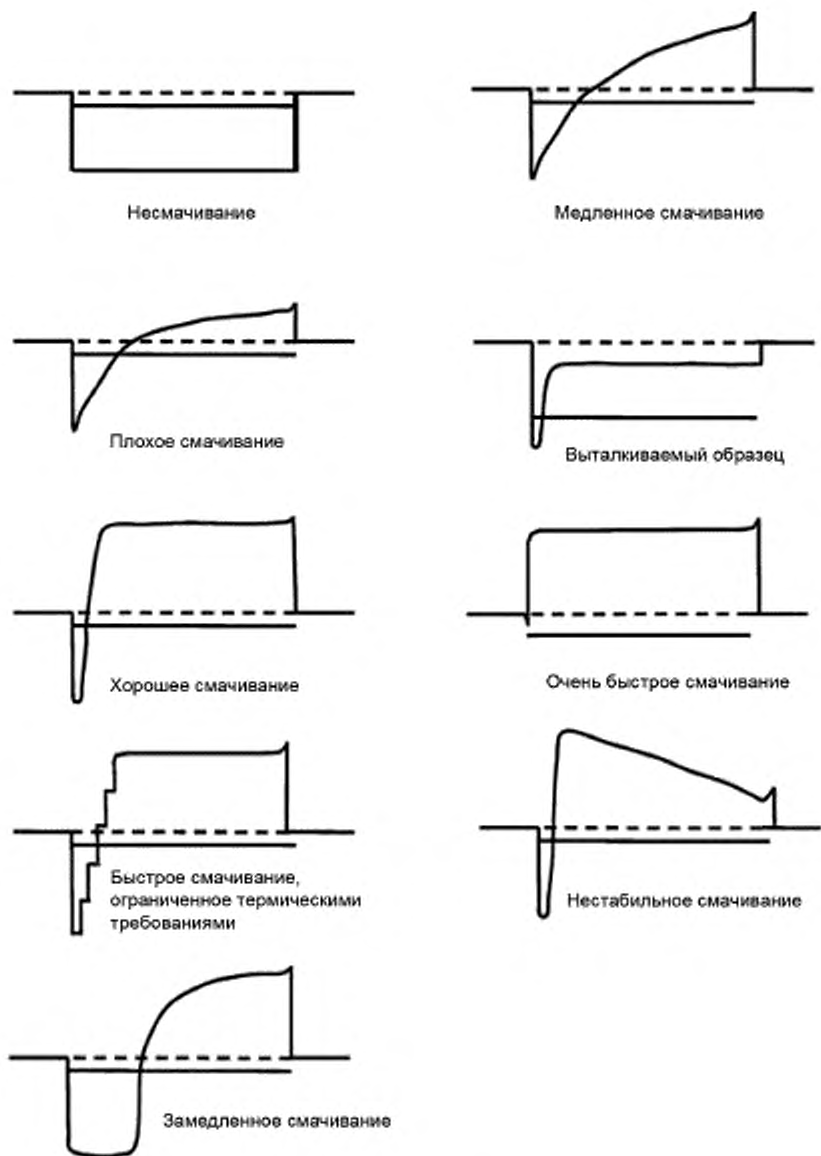 Несмачивание
Медленное смачивание
Плохое смачивание
Выталкиваемый образец
Хорошее смачивание
Очень быстрое смачивание
Быстрое смачивание,
ограниченное термическими
требованиями
Нестабильное смачивание
Замедленное смачивание